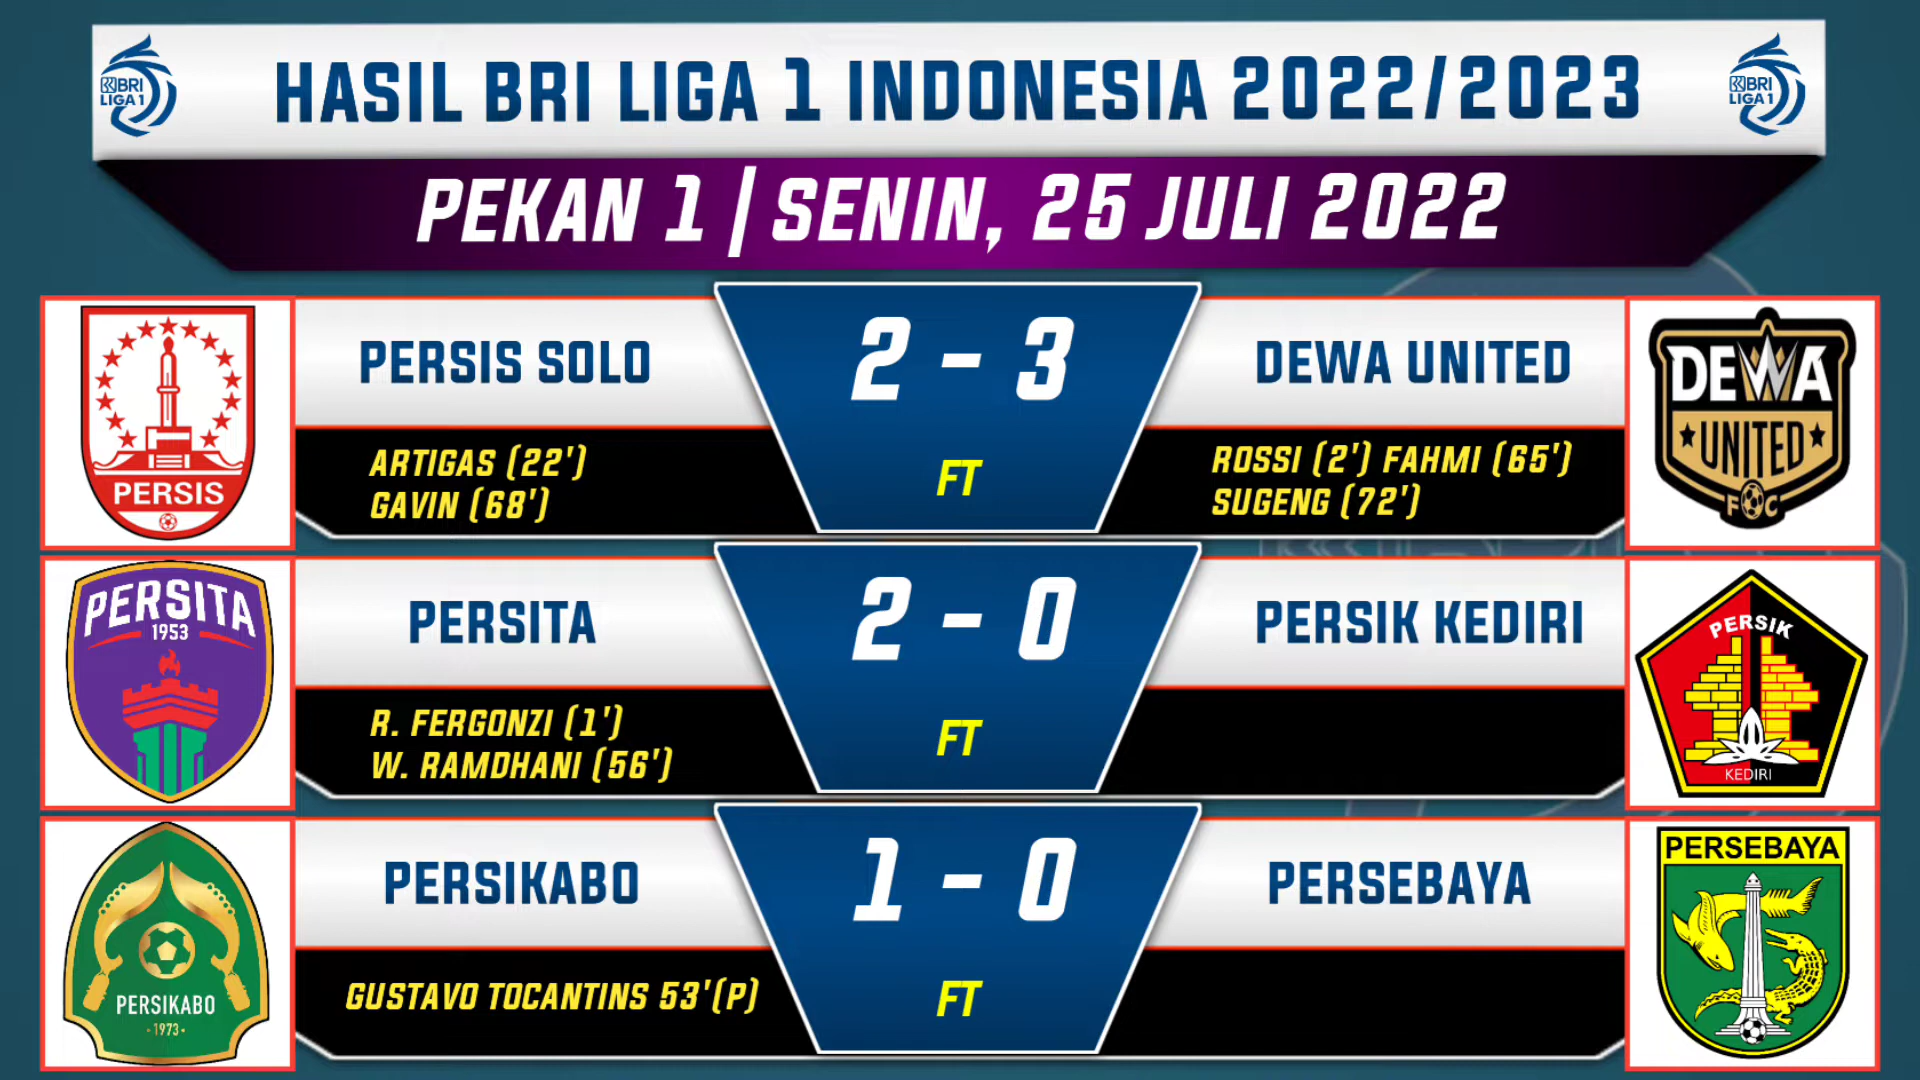 BRI
LIGA 1
HASIL BRI LIGA 1 INDONESIA 2022/2023
BRI
LIGA 1
PEKAN 1 | SENIN, 25 JULI 2022
PERSIS
PERSIS SOLO
2 - 3
DEWA UNITED
DEWA
UNITED
FC
ARTIGAS (22')
GAVIN (68')
FT
ROSSI (2') FAHMI (65')
SUGENG (72')
PERSITA
1953
PERSITA
2 - 0
PERSIK KEDIRI
PERSIK
KEDIRI
R. FERGONZI (1')
W. RAMDHANI (56')
FT
PERSIKABO
·1973·
PERSIKABO
1 - 0
PERSEBAYA
PERSEBAYA
GUSTAVO TOCANTINS 53'(P)
FT